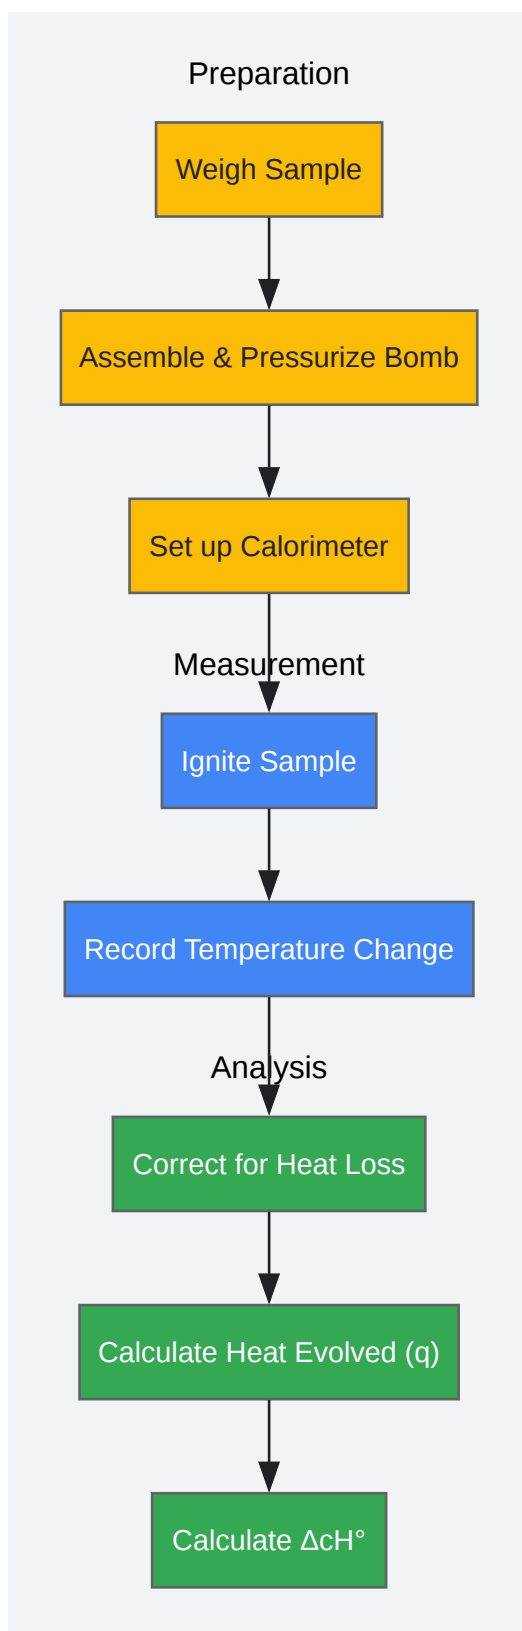 Preparation
Weigh Sample
Assemble & Pressurize Bomb
Set up Calorimeter
Measurement
Ignite Sample
Record Temperature Change
Analysis
Correct for Heat Loss
Calculate Heat Evolved (q)
Calculate ΔcH°